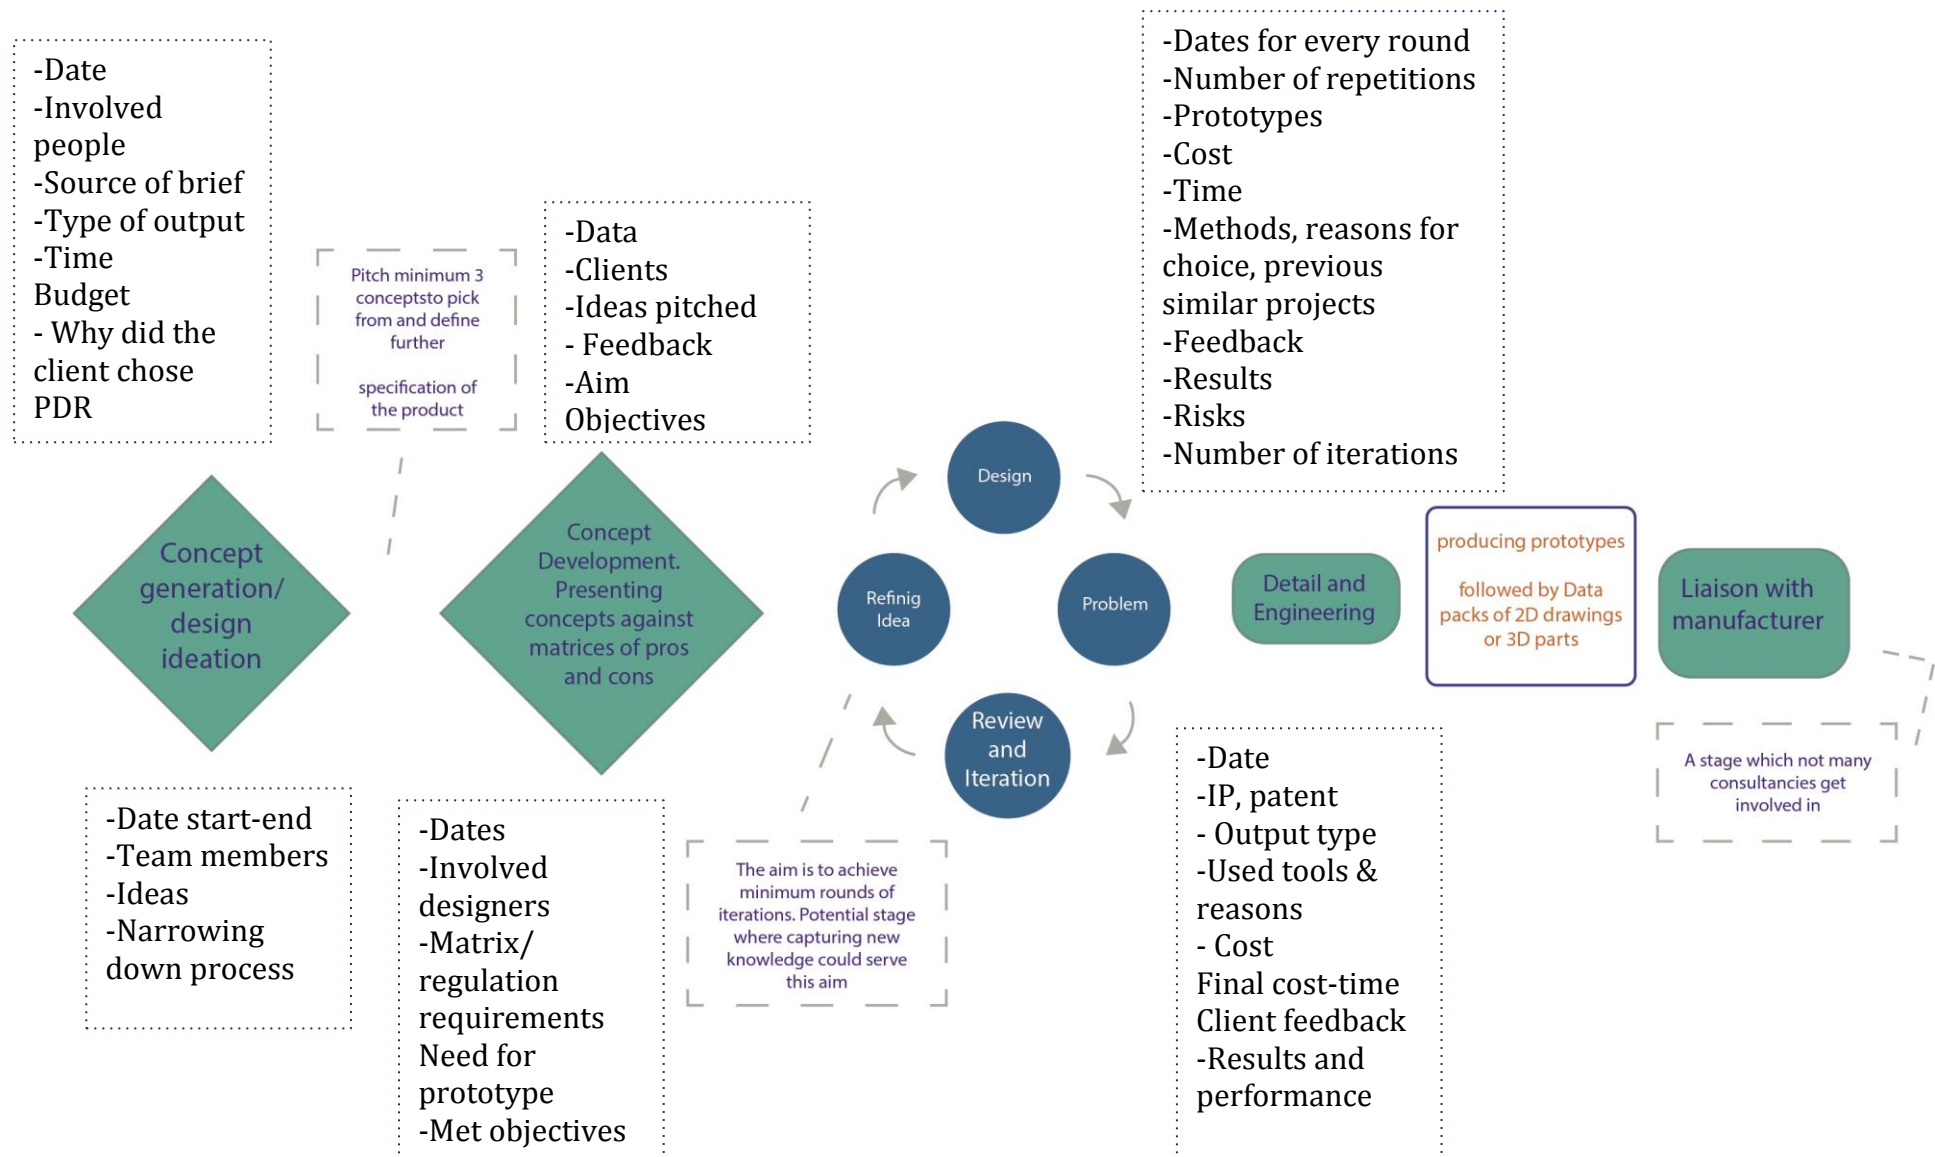 -Date
-Involved
people
-Source of brief
-Type of output
-Time
Budget
- Why did the
client chose
PDR
Pitch minimum 3
conceptsto pick
from and define
further
specification of
the product
-Data
-Clients
-Ideas pitched
- Feedback
-Aim
Objectives
-Dates for every round
-Number of repetitions
-Prototypes
-Cost
-Time
-Methods, reasons for
choice, previous
similar projects
-Feedback
-Results
-Risks
-Number of iterations
Concept
generation/
design
ideation
Concept
Development.
Presenting
concepts against
matrices of pros
and cons
Design
Problem
Review
and
Iteration
Refinig
Idea
Detail and
Engineering
producing prototypes
followed by Data
packs of 2D drawings
or 3D parts
Liaison with
manufacturer
-Date start-end
-Team members
-Ideas
-Narrowing
down process
-Dates
-Involved
designers
-Matrix/
regulation
requirements
Need for
prototype
-Met objectives
The aim is to achieve
minimum rounds of
iterations. Potential stage
where capturing new
knowledge could serve
this aim
-Date
-IP, patent
- Output type
-Used tools &
reasons
- Cost
Final cost-time
Client feedback
-Results and
performance
A stage which not many
consultancies get
involved in